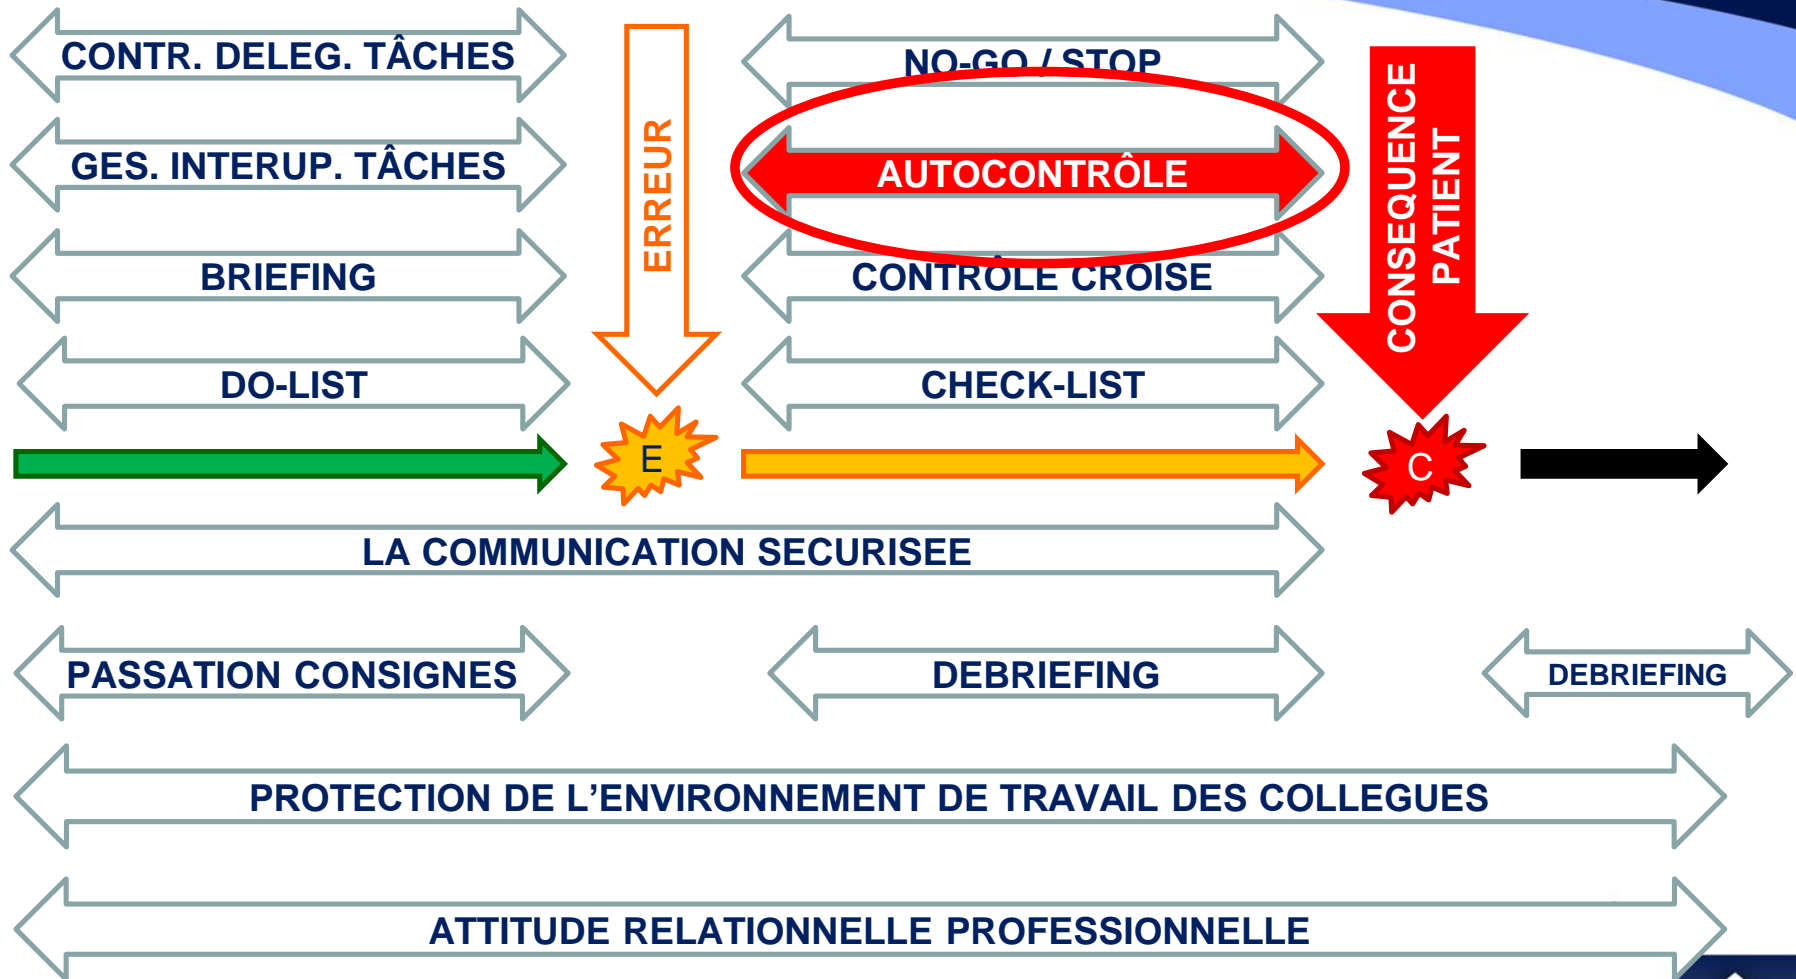 CONTR. DELEG. TÂCHES
NO-GO / STOP
GES. INTERUP. TÂCHES
AUTOCONTRÔLE
BRIEFING
CONTRÔLE CROISE
DO-LIST
CHECK-LIST
ERREUR
CONSEQUENCE
PATIENT
E
C
LA COMMUNICATION SECURISEE
PASSATION CONSIGNES
DEBRIEFING
DEBRIEFING
PROTECTION DE L’ENVIRONNEMENT DE TRAVAIL DES COLLEGUES
ATTITUDE RELATIONNELLE PROFESSIONNELLE